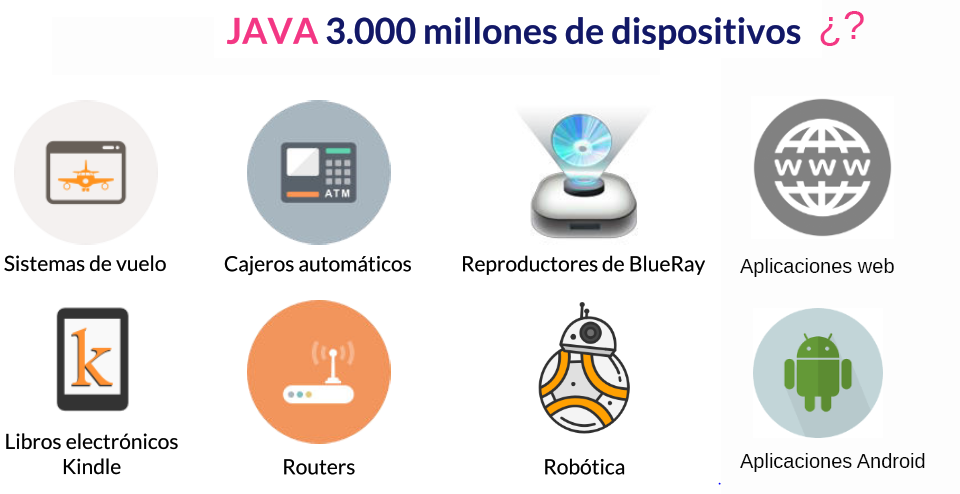 JAVA 3.000 millones de dispositivos ¿?
ATM
WWW
Sistemas de vuelo
Cajeros automáticos
Reproductores de BlueRay
Aplicaciones web
k
Libros electrónicos
Kindle
Routers
Robótica
Aplicaciones Android